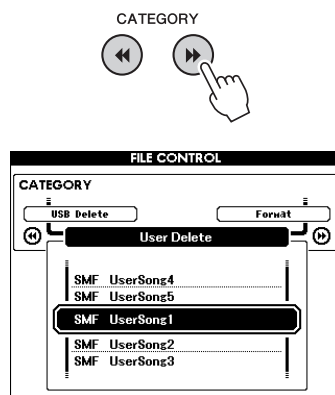 CATEGORY
FILE CONTROL
CATEGORY
USB Delete
Format
User Delete
SMF UserSong4
SMF UserSong5
SMF UserSong1
SMF UserSong2
SMF UserSong3